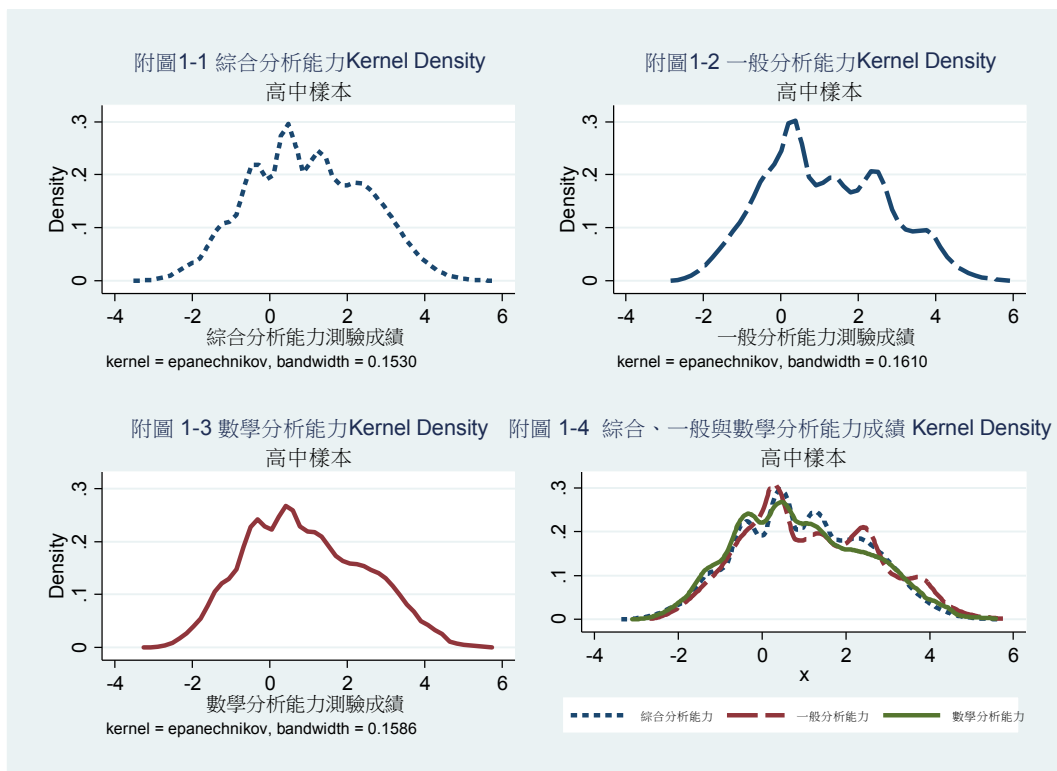 附圖1-1 綜合分析能力Kernel Density
高中樣本
.3
.2
.1
0
Density
-4 -2 0 2 4 6
綜合分析能力測驗成績
kernel = epanechnikov, bandwidth = 0.1530
附圖1-2 一般分析能力Kernel Density
高中樣本
.3
.2
.1
0
Density
-4 -2 0 2 4 6
一般分析能力測驗成績
kernel = epanechnikov, bandwidth = 0.1610
附圖 1-3 數學分析能力Kernel Density
高中樣本
.3
.2
.1
0
Density
-4 -2 0 2 4 6
數學分析能力測驗成績
kernel = epanechnikov, bandwidth = 0.1586
附圖 1-4 綜合、一般與數學分析能力成績 Kernel Density
高中樣本
.3
.2
.1
0
-4 -2 0 2 4 6
x
綜合分析能力 一般分析能力 數學分析能力